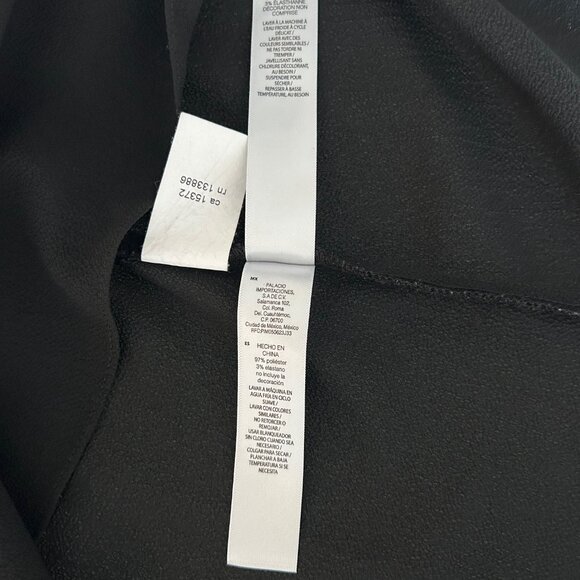 3% ÉLASTHANNE
DÉCORATION NON
COMPRISE
LAVER À LA MACHINE À
L'EAU FROIDE À CYCLE
DÉLICAT /
LAVER AVEC DES
COULEURS SEMBLABLES /
NE PAS TORDRE NI
TREMPER /
JAVELLISANT SANS
CHLORURE DÉCOLORANT,
AU BESOIN /
SUSPENDRE POUR
SÉCHER /
REPASSER À BASSE
TEMPÉRATURE, AU BESOIN
ca 15372
rn 133886
MX
PALACIO
IMPORTACIONES,
S.A DE C.V.
Salamanca 102,
Col. Roma
Del. Cuauhtémoc,
C.P. 06700
Ciudad de México, México
RFC:PIM050623J33
ES
HECHO EN
CHINA
97% poliéster
3% elastano
no incluye la
decoración
LAVAR A MÁQUINA EN
AGUA FRÍA EN CICLO
SUAVE /
LAVAR CON COLORES
SIMILARES /
NO RETORCER O
REMOJAR /
USAR BLANQUEADOR
SIN CLORO CUANDO SEA
NECESARIO /
COLGAR PARA SECAR /
PLANCHAR A BAJA
TEMPERATURA SI SE
NECESITA